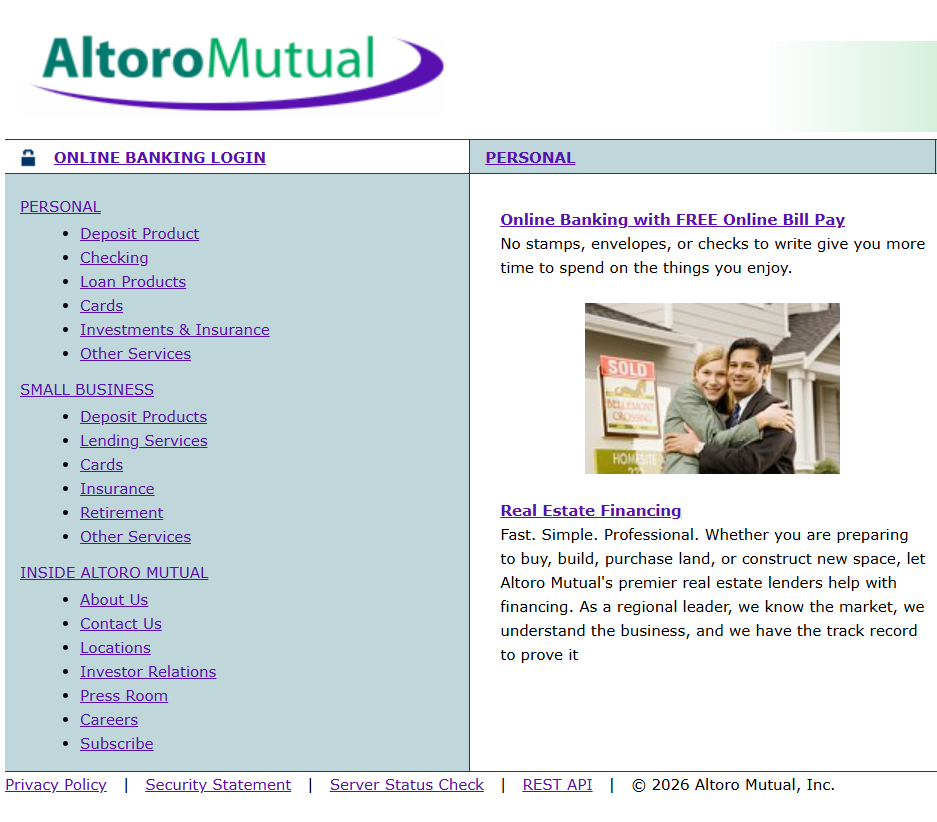 AltoroMutual
ONLINE BANKING LOGIN
PERSONAL
PERSONAL
Deposit Product
Checking
Loan Products
Cards
Investments & Insurance
Other Services
SMALL BUSINESS
Deposit Products
Lending Services
Cards
Insurance
Retirement
Other Services
INSIDE ALTORO MUTUAL
About Us
Contact Us
Locations
Investor Relations
Press Room
Careers
Subscribe
Online Banking with FREE Online Bill Pay
No stamps, envelopes, or checks to write give you more
time to spend on the things you enjoy.
SOLD
BELLEMONT
CROSSING
HOMESITE
Real Estate Financing
Fast. Simple. Professional. Whether you are preparing
to buy, build, purchase land, or construct new space, let
Altoro Mutual's premier real estate lenders help with
financing. As a regional leader, we know the market, we
understand the business, and we have the track record
to prove it
Privacy Policy | Security Statement | Server Status Check | REST API | © 2026 Altoro Mutual, Inc.